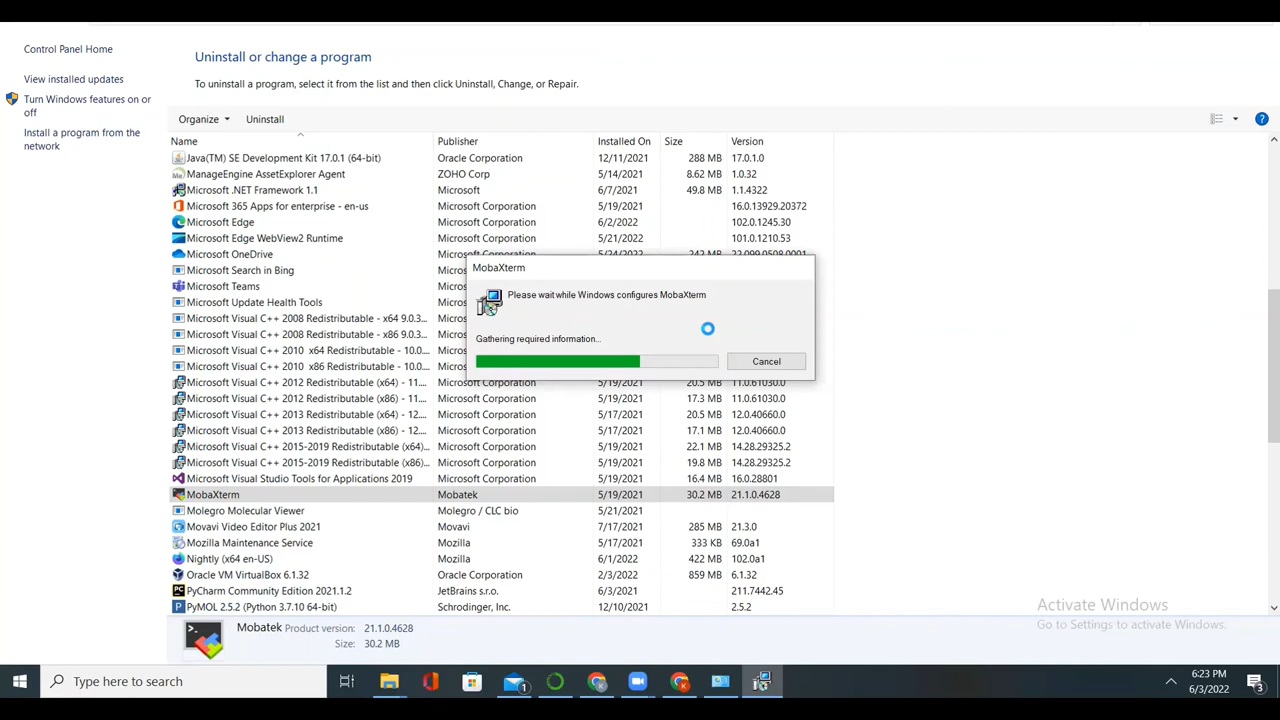 Control Panel Home
View installed updates
Turn Windows features on or
off
Install a program from the
network
Uninstall or change a program
To uninstall a program, select it from the list and then click Uninstall, Change, or Repair.
Organize Uninstall
Name Publisher Installed On Size Version
Java(TM) SE Development Kit 17.0.1 (64-bit) Oracle Corporation 12/11/2021 288 MB 17.0.1.0
ManageEngine AssetExplorer Agent ZOHO Corp 5/14/2021 8.62 MB 1.0.32
Microsoft .NET Framework 1.1 Microsoft 6/7/2021 49.8 MB 1.1.4322
Microsoft 365 Apps for enterprise - en-us Microsoft Corporation 5/19/2021 16.0.13929.20372
Microsoft Edge Microsoft Corporation 6/2/2022 102.0.1245.30
Microsoft Edge WebView2 Runtime Microsoft Corporation 5/21/2022 101.0.1210.53
Microsoft OneDrive Microsoft Corporation 5/24/2022 242 MB 22.099.0508.0001
Microsoft Search in Bing
Microsoft Teams
Microsoft Update Health Tools
Microsoft Visual C++ 2008 Redistributable - x64 9.0.3...
Microsoft Visual C++ 2008 Redistributable - x86 9.0.3...
Microsoft Visual C++ 2010 x64 Redistributable - 10.0...
Microsoft Visual C++ 2010 x86 Redistributable - 10.0...
MobaXterm
Please wait while Windows configures MobaXterm
Gathering required information...
Cancel
Microsoft Visual C++ 2012 Redistributable (x64) - 11.... Microsoft Corporation 5/19/2021 20.5 MB 11.0.61030.0
Microsoft Visual C++ 2012 Redistributable (x86) - 11.... Microsoft Corporation 5/19/2021 17.3 MB 11.0.61030.0
Microsoft Visual C++ 2013 Redistributable (x64) - 12.... Microsoft Corporation 5/17/2021 20.5 MB 12.0.40660.0
Microsoft Visual C++ 2013 Redistributable (x86) - 12.... Microsoft Corporation 5/17/2021 17.1 MB 12.0.40660.0
Microsoft Visual C++ 2015-2019 Redistributable (x64)... Microsoft Corporation 5/19/2021 22.1 MB 14.28.29325.2
Microsoft Visual C++ 2015-2019 Redistributable (x86)... Microsoft Corporation 5/19/2021 19.8 MB 14.28.29325.2
Microsoft Visual Studio Tools for Applications 2019 Microsoft Corporation 5/19/2021 16.4 MB 16.0.28801
MobaXterm Mobatek 5/19/2021 30.2 MB 21.1.0.4628
Molegro Molecular Viewer Molegro / CLC bio 5/21/2021
Movavi Video Editor Plus 2021 Movavi 7/17/2021 285 MB 21.3.0
Mozilla Maintenance Service Mozilla 5/17/2021 333 KB 69.0a1
Nightly (x64 en-US) Mozilla 6/1/2022 422 MB 102.0a1
Oracle VM VirtualBox 6.1.32 Oracle Corporation 2/3/2022 859 MB 6.1.32
PyCharm Community Edition 2021.1.2 JetBrains s.r.o. 6/3/2021 211.7442.45
PyMOL 2.5.2 (Python 3.7.10 64-bit) Schrodinger, Inc. 12/10/2021 2.5.2
Activate Windows
Go to Settings to activate Windows.
Mobatek Product version: 21.1.0.4628
Size: 30.2 MB
Type here to search
1
6:23 PM
6/3/2022
3